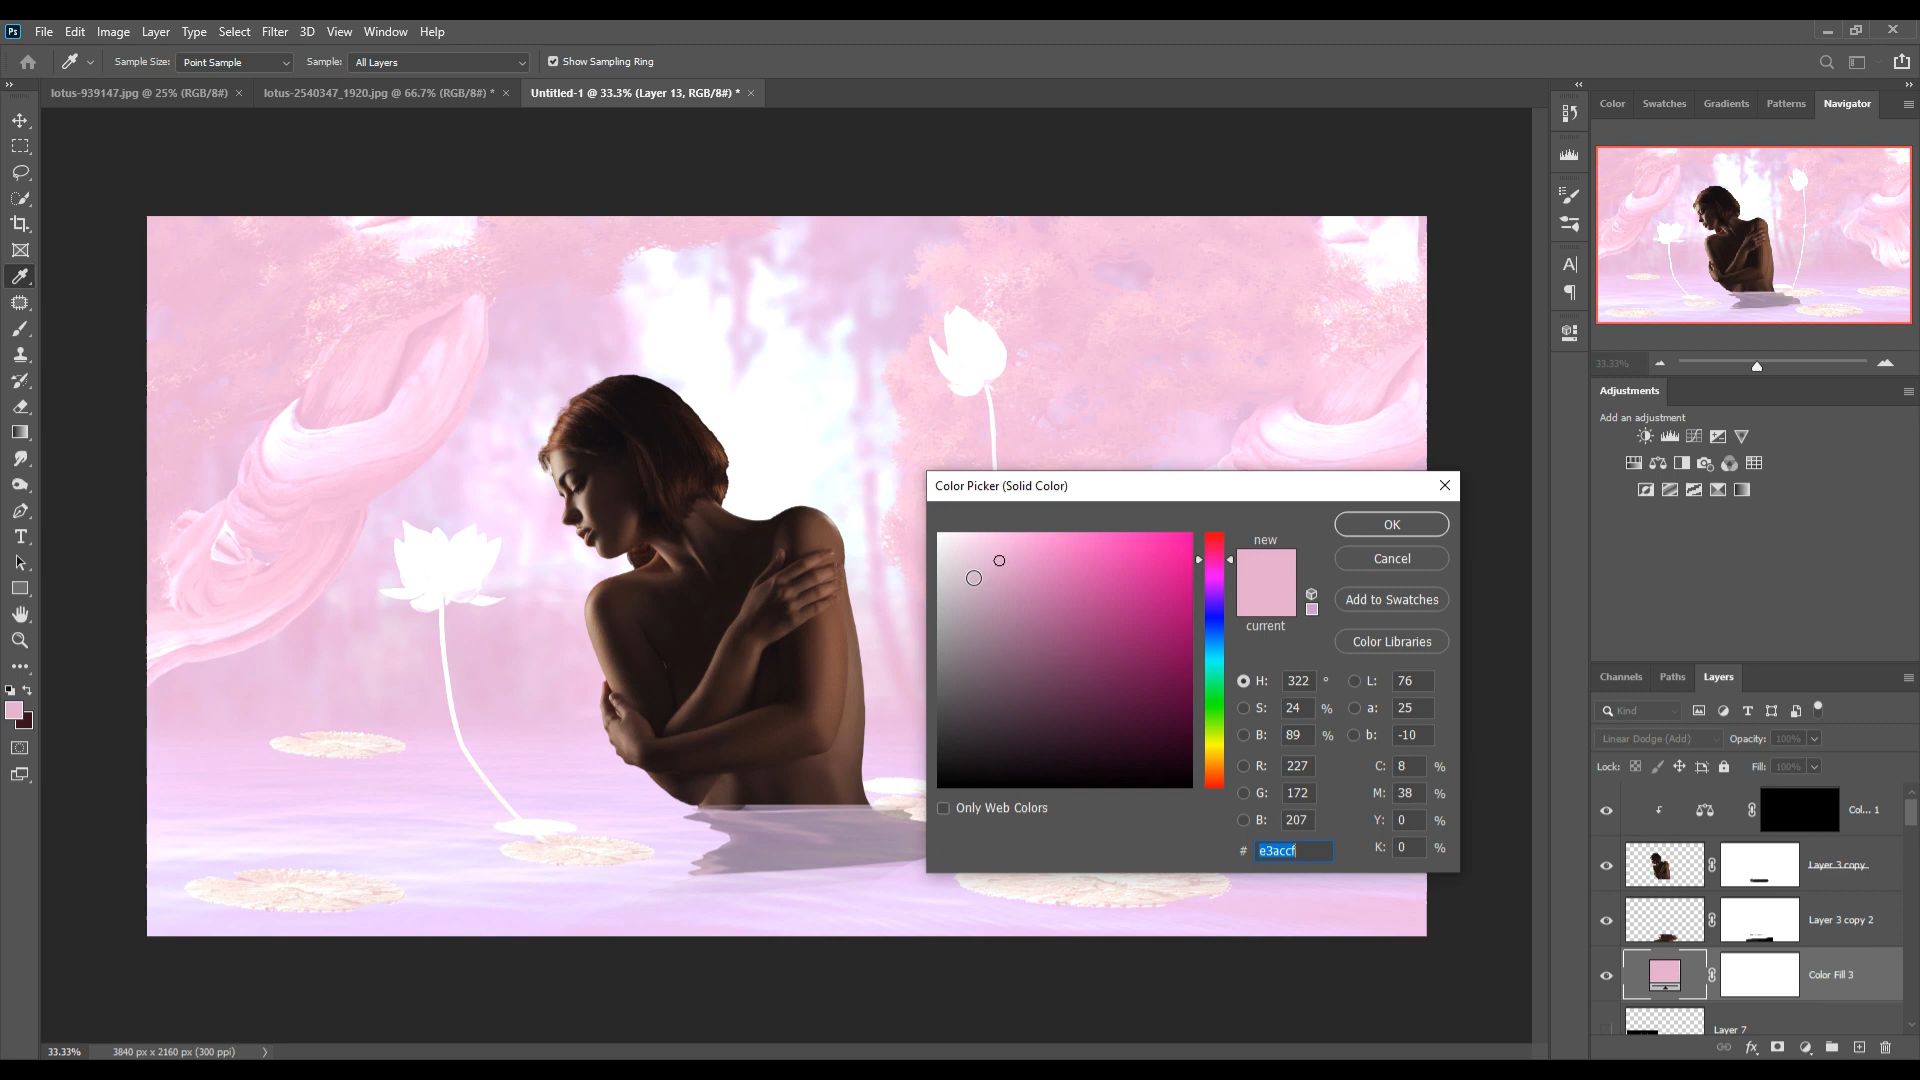 Ps File Edit Image Layer Type Select Filter 3D View Window Help
Sample Size: Point Sample Sample: All Layers Show Sampling Ring
lotus-939147.jpg @ 25% (RGB/8#) × lotus-2540347_1920.jpg @ 66.7% (RGB/8#) * × Untitled-1 @ 33.3% (Layer 13, RGB/8#) * ×
Color Swatches Gradients Patterns Navigator
33.33%
Adjustments
Add an adjustment
Color Picker (Solid Color)
new
current
OK
Cancel
Add to Swatches
Color Libraries
H: 322 ° L: 76
S: 24 % a: 25
B: 89 % b: -10
R: 227 C: 8 %
G: 172 M: 38 %
B: 207 Y: 0 %
# e3accf K: 0 %
Only Web Colors
Channels Paths Layers
Kind
Linear Dodge (Add) Opacity: 100%
Lock: Fill: 100%
Col... 1
Layer 3 copy
Layer 3 copy 2
Color Fill 3
Layer 7
33.33% 3840 px x 2160 px (300 ppi)